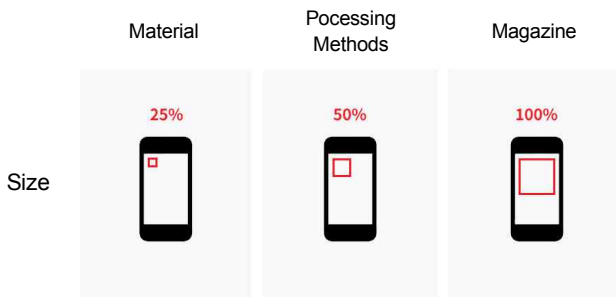 Material
Pocessing
Methods
Magazine
25%
50%
100%
Size